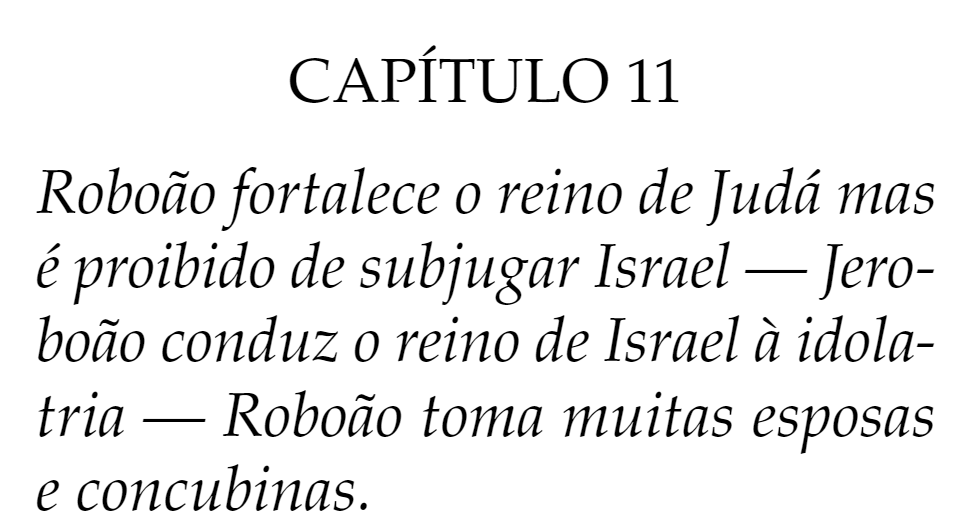 CAPÍTULO 11
Roboão fortalece o reino de Judá mas
é proibido de subjugar Israel — Jero-
boão conduz o reino de Israel à idola-
tria — Roboão toma muitas esposas
e concubinas.